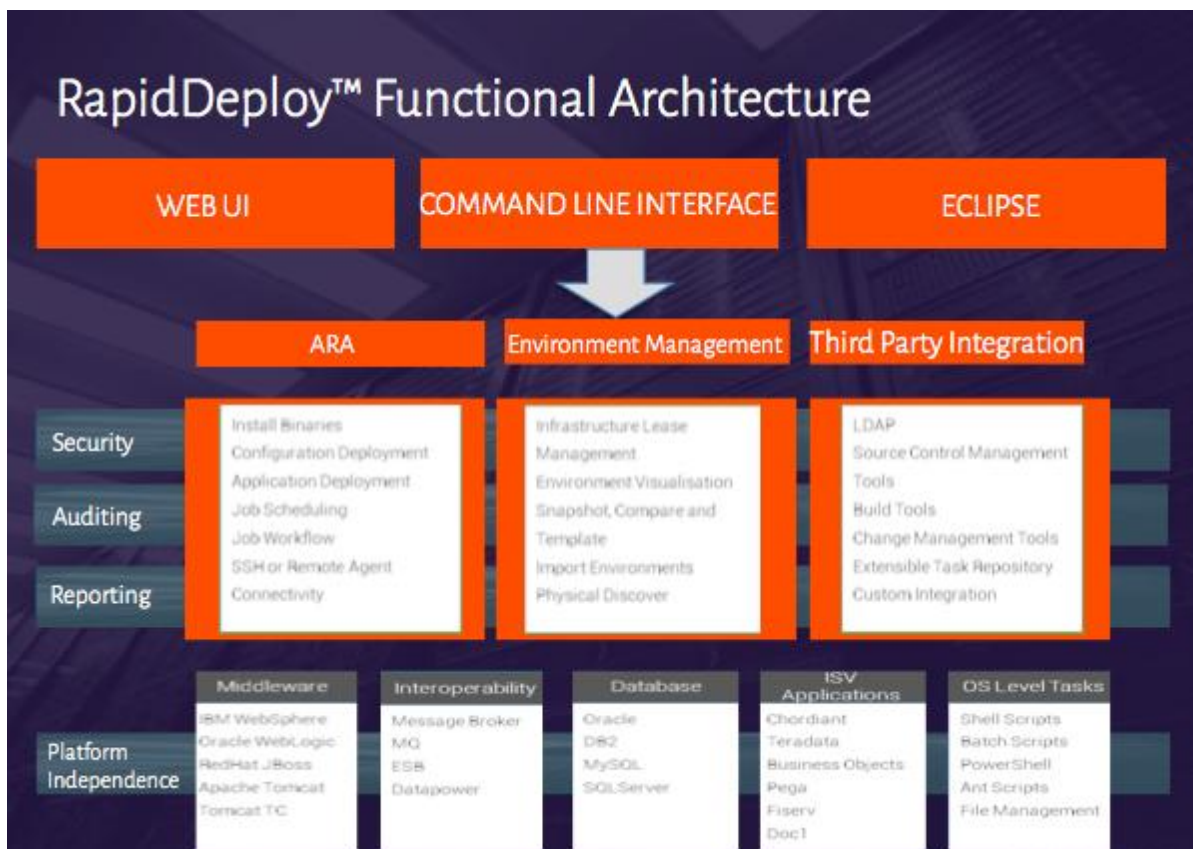 RapidDeploy™ Functional Architecture
WEB UI
COMMAND LINE INTERFACE
ECLIPSE
ARA
Environment Management
Third Party Integration
Security
Auditing
Reporting
Install Binaries
Configuration Deployment
Application Deployment
Job Scheduling
Job Workflow
SSH or Remote Agent
Connectivity
Infrastructure Lease
Management
Environment Visualisation
Snapshot, Compare and
Template
Import Environments
Physical Discover
LDAP
Source Control Management
Tools
Build Tools
Change Management Tools
Extensible Task Repository
Custom Integration
Platform
Independence
Middleware
IBM WebSphere
Oracle WebLogic
RedHat JBoss
Apache Tomcat
Tomcat TC
Interoperability
Message Broker
MQ
ESB
Datapower
Database
Oracle
DB2
MySQL
SQLServer
ISV
Applications
Chordiant
Teradata
Business Objects
Pega
Fiserv
Doc1
OS Level Tasks
Shell Scripts
Batch Scripts
PowerShell
Ant Scripts
File Management